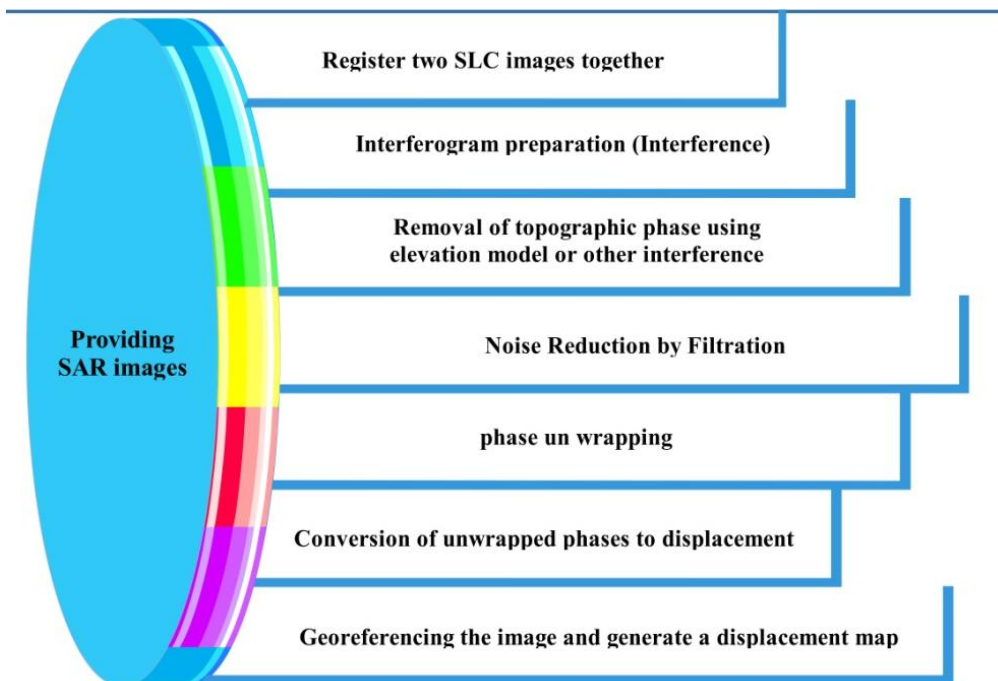 Register two SLC images together
Interferogram preparation (Interference)
Removal of topographic phase using
elevation model or other interference
Providing
SAR images
Noise Reduction by Filtration
phase un wrapping
Conversion of unwrapped phases to displacement
Georeferencing the image and generate a displacement map